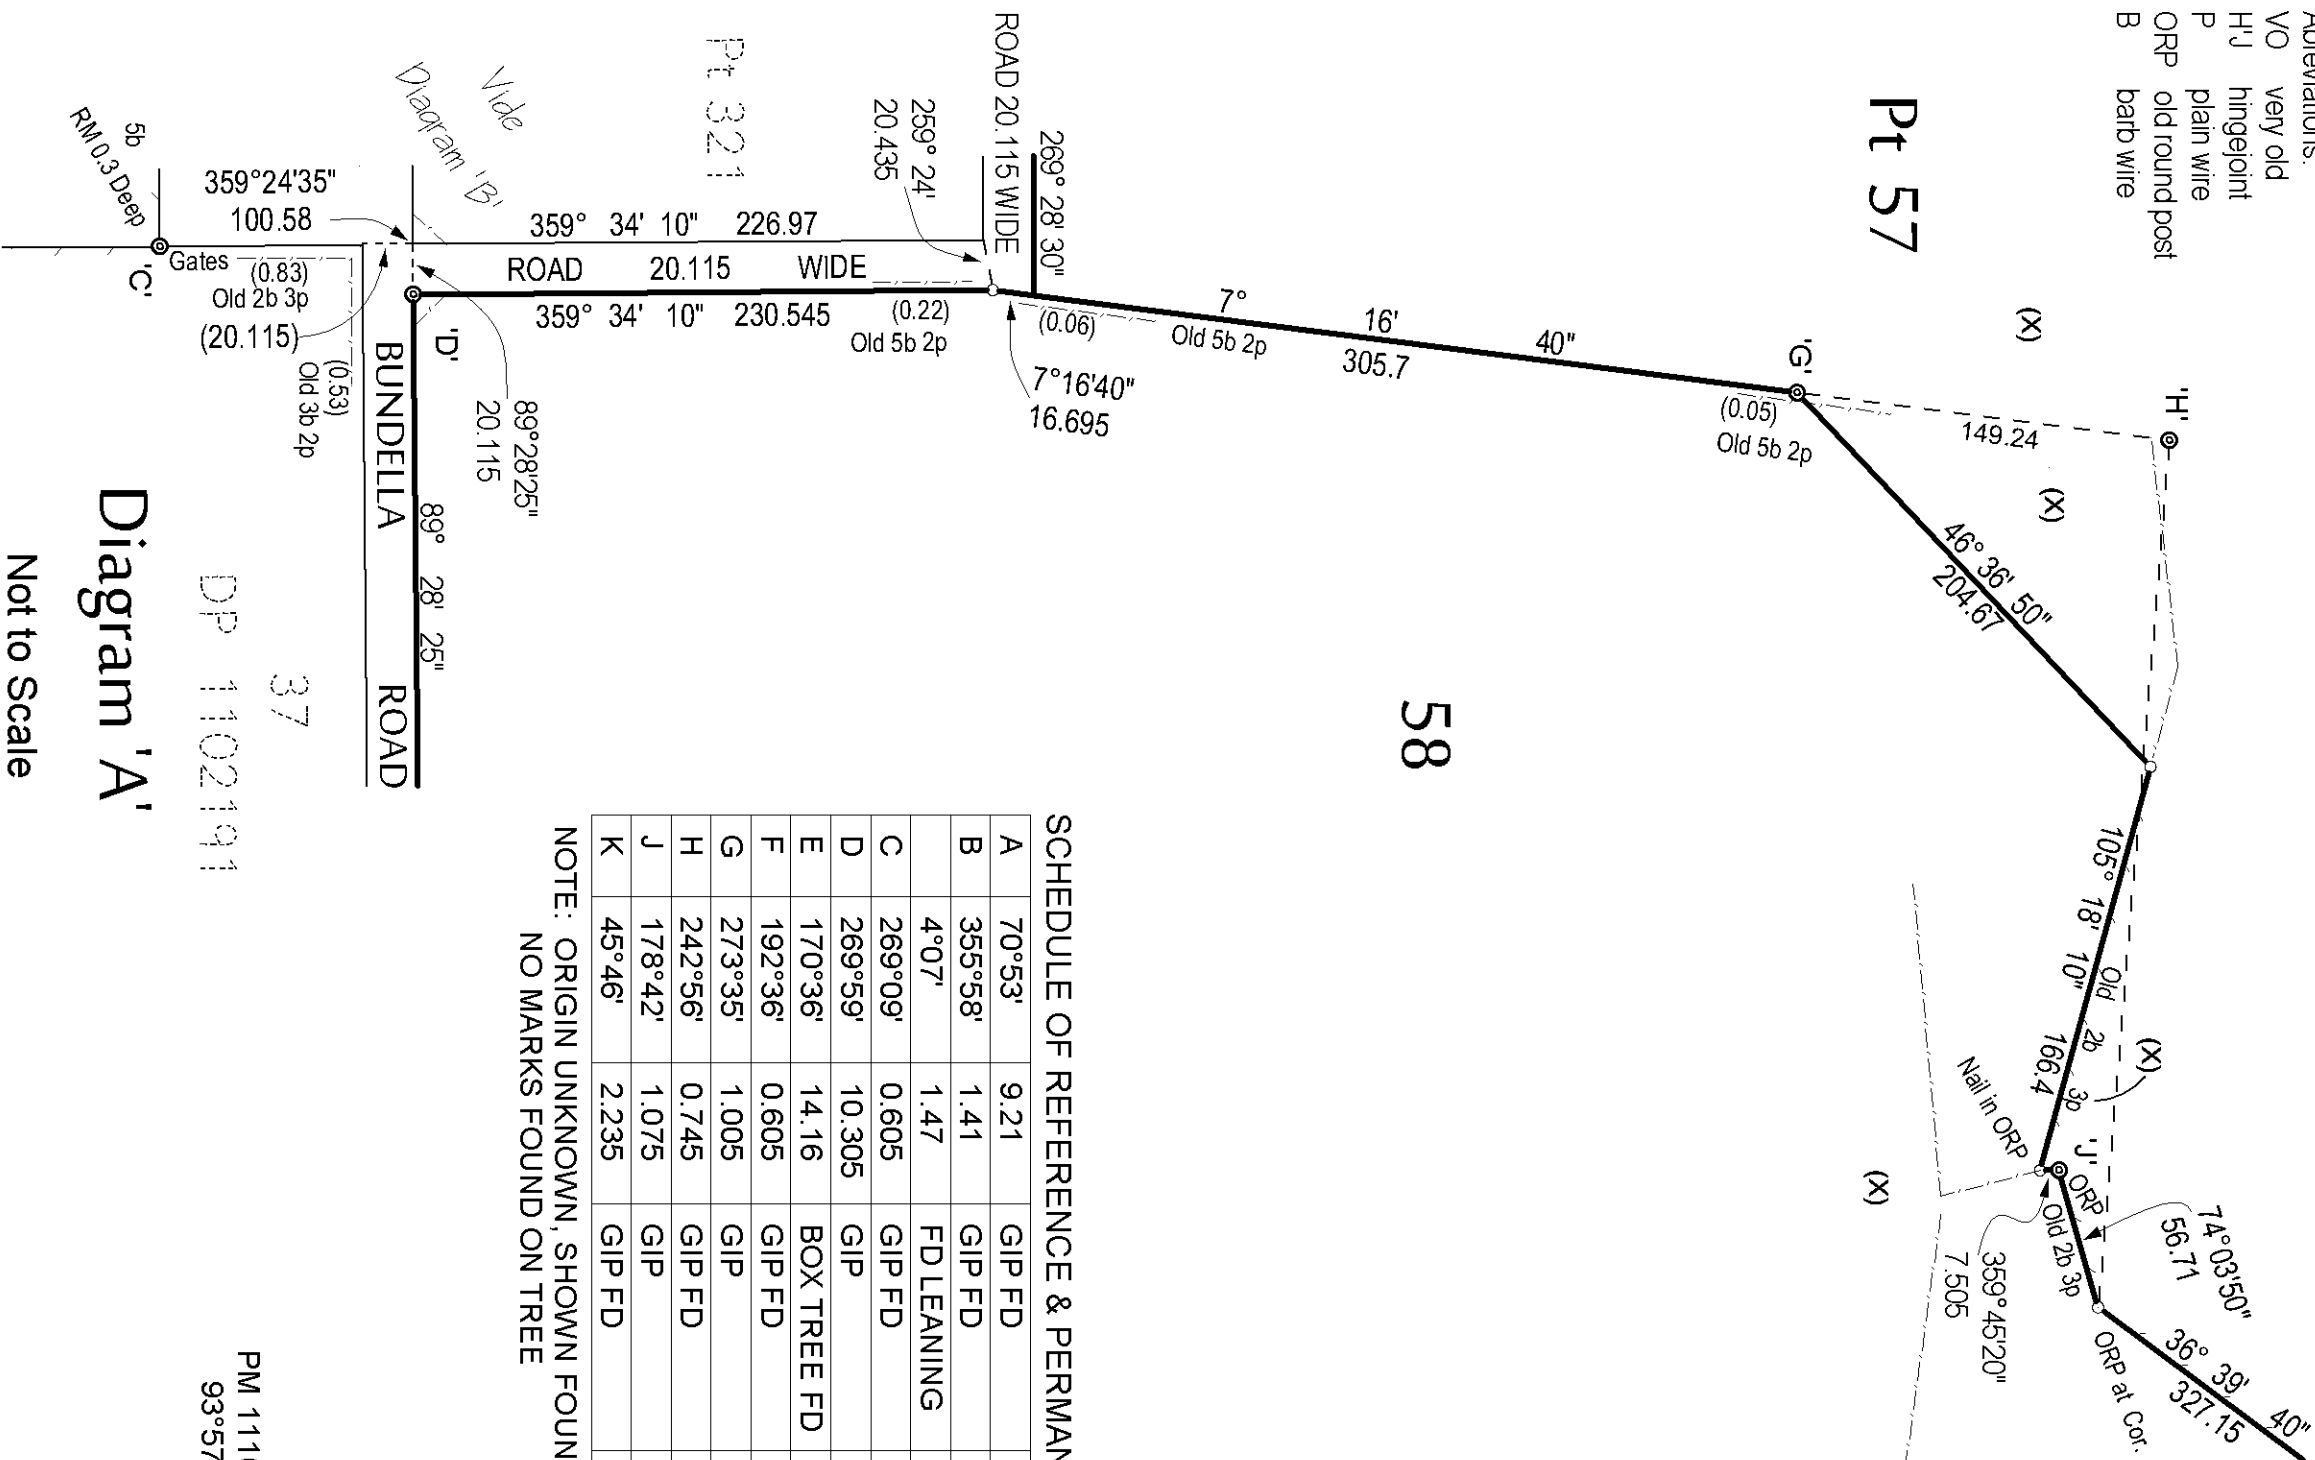 Abreviations.
VO very old
H'J hingejoint
P plain wire
ORP old round post
B barb wire
Pt 57
(X)
'H'
149.24
(X)
'G'
(0.05)
Old 5b 2p
46° 36' 50"
204.67
7° 16' 40"
305.7
Old 5b 2p
(0.06)
7°16'40"
16.695
269° 28' 30"
ROAD 20.115 WIDE
259° 24'
20.435
Pt 321
Vide
Diagram 'B'
359° 34' 10" 226.97
ROAD 20.115 WIDE
359° 34' 10" 230.545
(0.22)
Old 5b 2p
359°24'35"
100.58
5b
RM 0.3 Deep
'C'
Gates
(0.83)
Old 2b 3p
(20.115)
(0.53)
Old 3b 2p
'D'
89°28'25"
20.115
BUNDELLA ROAD
89° 28' 25"
37
DP 1102191
Diagram 'A'
Not to Scale
58
105° 18' 10"
166.4
Old 2b 3p
(X)
Nail in ORP
'J'
ORP
Old 2b 3p
74°03'50"
56.71
359°45'20"
7.505
(X)
ORP at Cor.
36° 39' 40"
327.15
SCHEDULE OF REFERENCE & PERMAN
A 70°53' 9.21 GIP FD
B 355°58' 1.41 GIP FD
4°07' 1.47 FD LEANING
C 269°09' 0.605 GIP FD
D 269°59' 10.305 GIP
E 170°36' 14.16 BOX TREE FD
F 192°36' 0.605 GIP FD
G 273°35' 1.005 GIP
H 242°56' 0.745 GIP FD
J 178°42' 1.075 GIP
K 45°46' 2.235 GIP FD
NOTE: ORIGIN UNKNOWN, SHOWN FOUN
NO MARKS FOUND ON TREE
PM 111
93°57